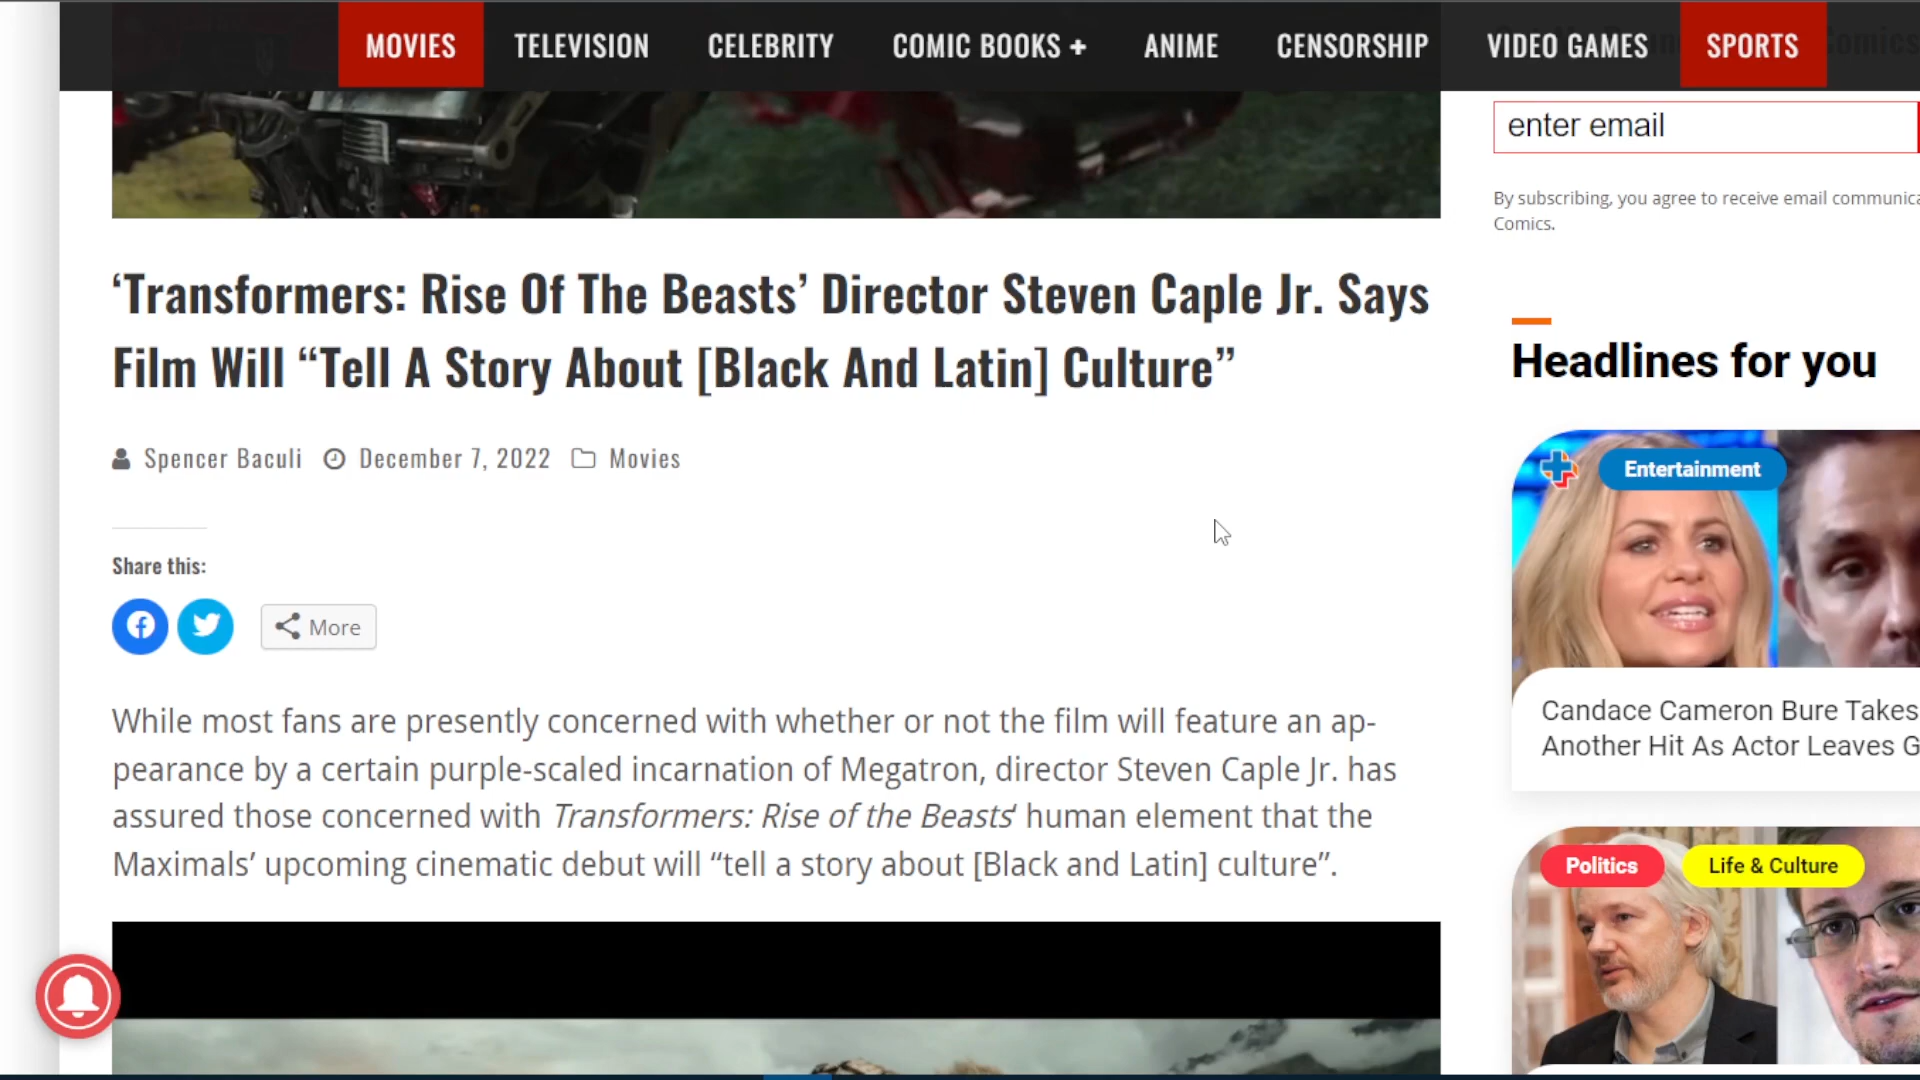 MOVIES TELEVISION CELEBRITY COMIC BOOKS + ANIME CENSORSHIP VIDEO GAMES SPORTS
enter email
By subscribing, you agree to receive email communica
Comics.
‘Transformers: Rise Of The Beasts’ Director Steven Caple Jr. Says
Film Will “Tell A Story About [Black And Latin] Culture”
Spencer Baculi December 7, 2022 Movies
Share this:
More
While most fans are presently concerned with whether or not the film will feature an ap-
pearance by a certain purple-scaled incarnation of Megatron, director Steven Caple Jr. has
assured those concerned with Transformers: Rise of the Beasts‘ human element that the
Maximals’ upcoming cinematic debut will “tell a story about [Black and Latin] culture”.
Headlines for you
Entertainment
Candace Cameron Bure Takes
Another Hit As Actor Leaves G
Politics Life & Culture